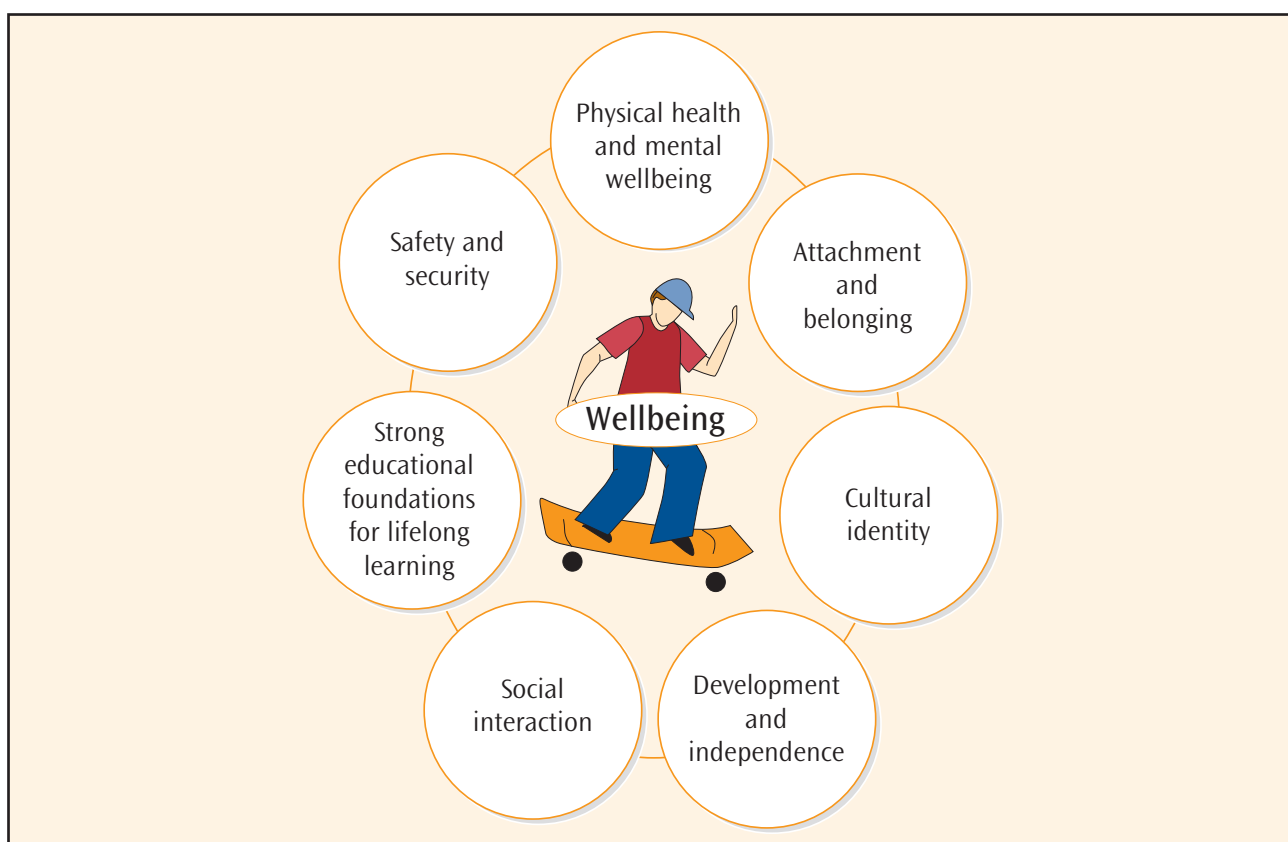 Physical health
and mental
wellbeing
Attachment
and
belonging
Cultural
identity
Development
and
independence
Social
interaction
Strong
educational
foundations
for lifelong
learning
Safety and
security
Wellbeing